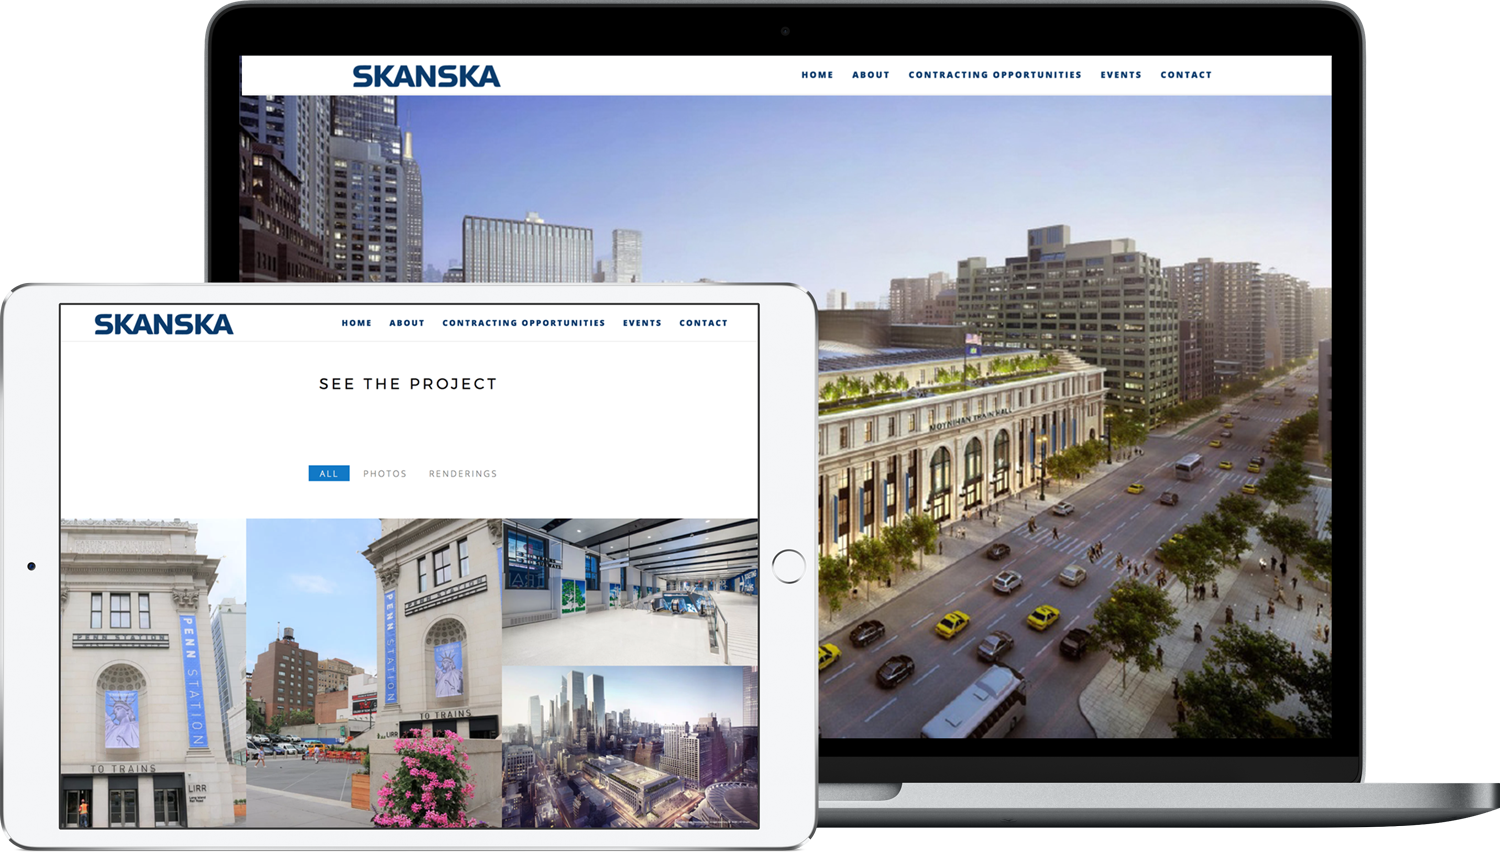 SKANSKA
HOME ABOUT CONTRACTING OPPORTUNITIES EVENTS CONTACT
MOYNIHAN TRAIN HALL
SKANSKA
HOME ABOUT CONTRACTING OPPORTUNITIES EVENTS CONTACT
SEE THE PROJECT
ALL PHOTOS RENDERINGS
PENN STATION
PENN STATION
TO TRAINS
LIRR
PENN STATION
PENN STATION
TO TRAINS
LIRR